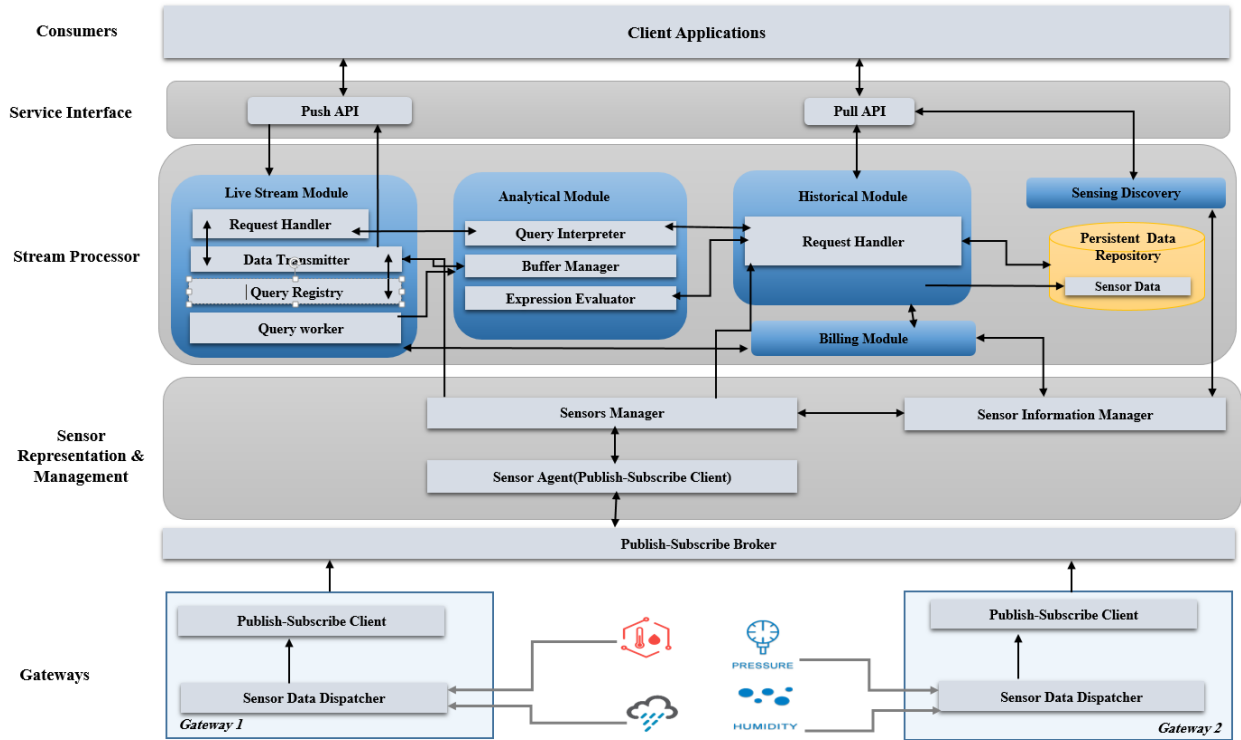 Consumers
Client Applications
Service Interface
Push API
Pull API
Stream Processor
Live Stream Module
Request Handler
Data Transmitter
Query Registry
Query worker
Analytical Module
Query Interpreter
Buffer Manager
Expression Evaluator
Historical Module
Request Handler
Billing Module
Sensing Discovery
Persistent Data
Repository
Sensor Data
Sensor
Representation &
Management
Sensors Manager
Sensor Information Manager
Sensor Agent(Publish-Subscribe Client)
Publish-Subscribe Broker
Gateways
Publish-Subscribe Client
Sensor Data Dispatcher
Gateway 1
PRESSURE
HUMIDITY
Publish-Subscribe Client
Sensor Data Dispatcher
Gateway 2